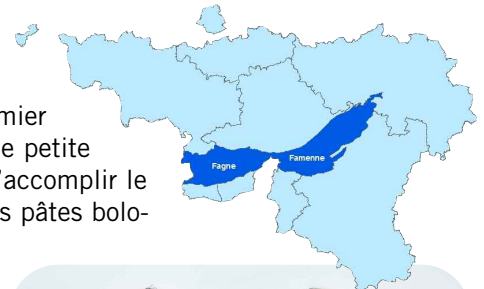 mier
e petite
'accomplir le
s pâtes bolo-
Fagne
Famenne